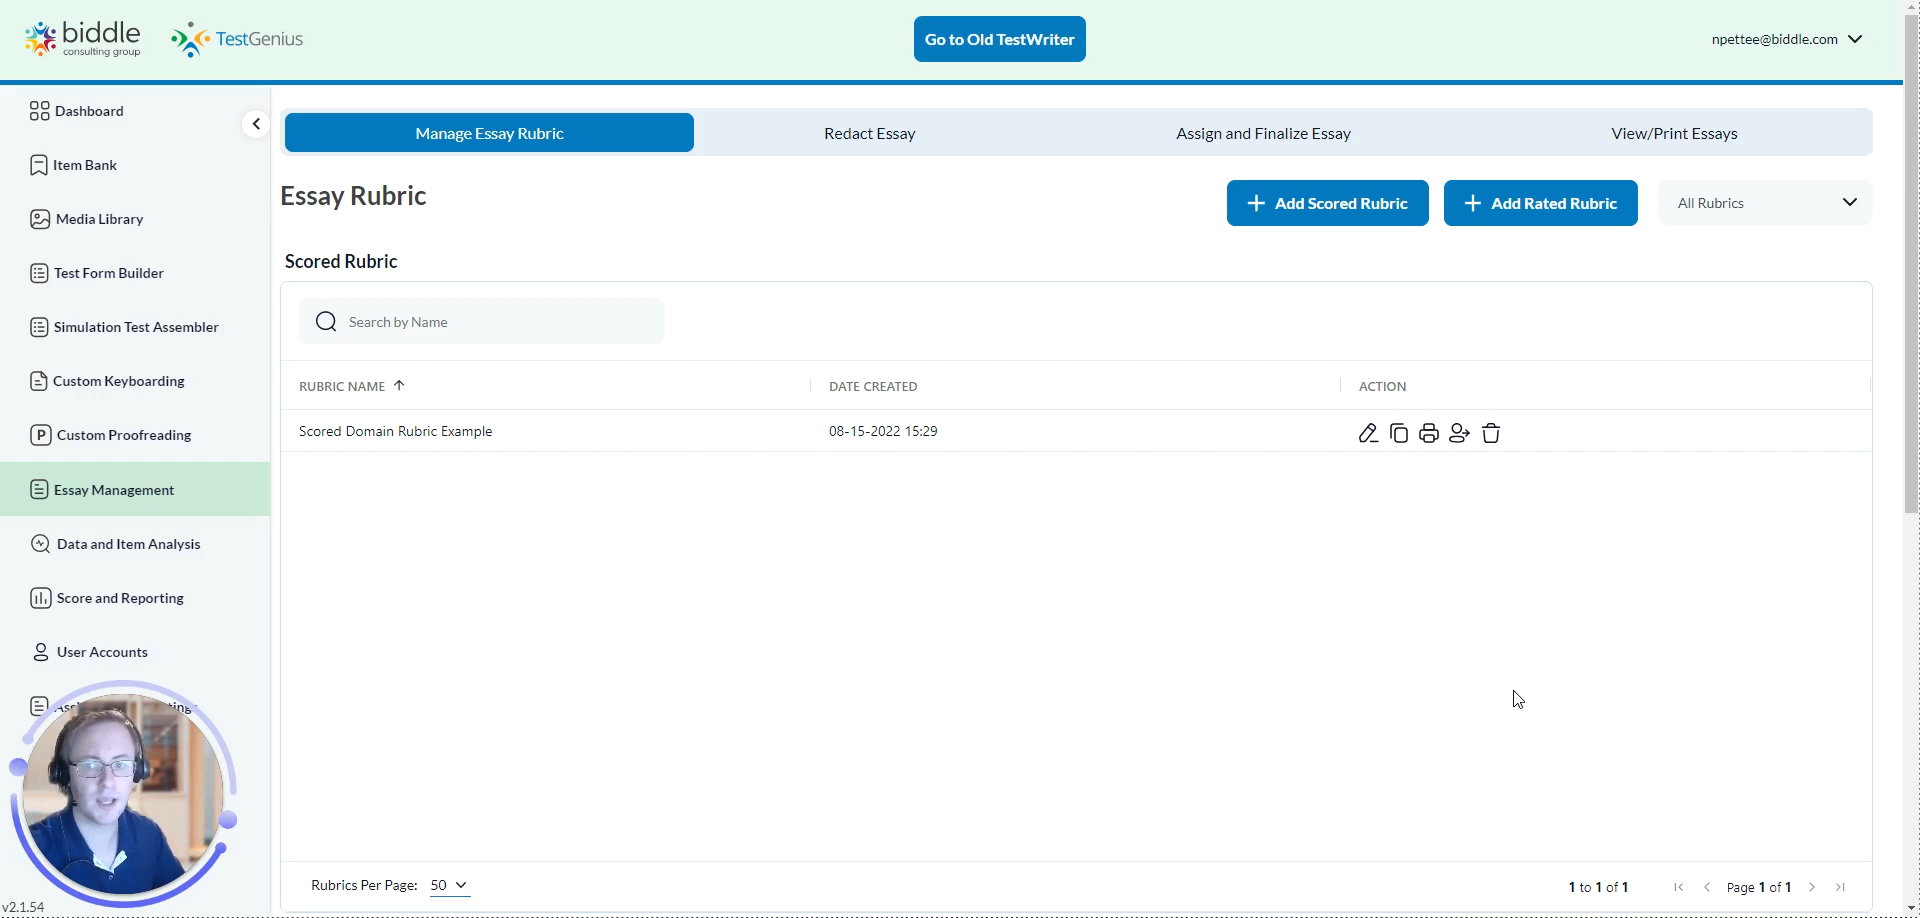 biddle
consulting group
TestGenius
Go to Old TestWriter
npettee@biddle.com
Dashboard
Item Bank
Media Library
Test Form Builder
Simulation Test Assembler
Custom Keyboarding
P Custom Proofreading
Essay Management
Data and Item Analysis
Score and Reporting
User Accounts
v2.1.54
Manage Essay Rubric
Redact Essay
Assign and Finalize Essay
View/Print Essays
Essay Rubric
Add Scored Rubric
Add Rated Rubric
All Rubrics
Scored Rubric
Search by Name
RUBRIC NAME
DATE CREATED
ACTION
Scored Domain Rubric Example
08-15-2022 15:29
Rubrics Per Page: 50
1 to 1 of 1
Page 1 of 1